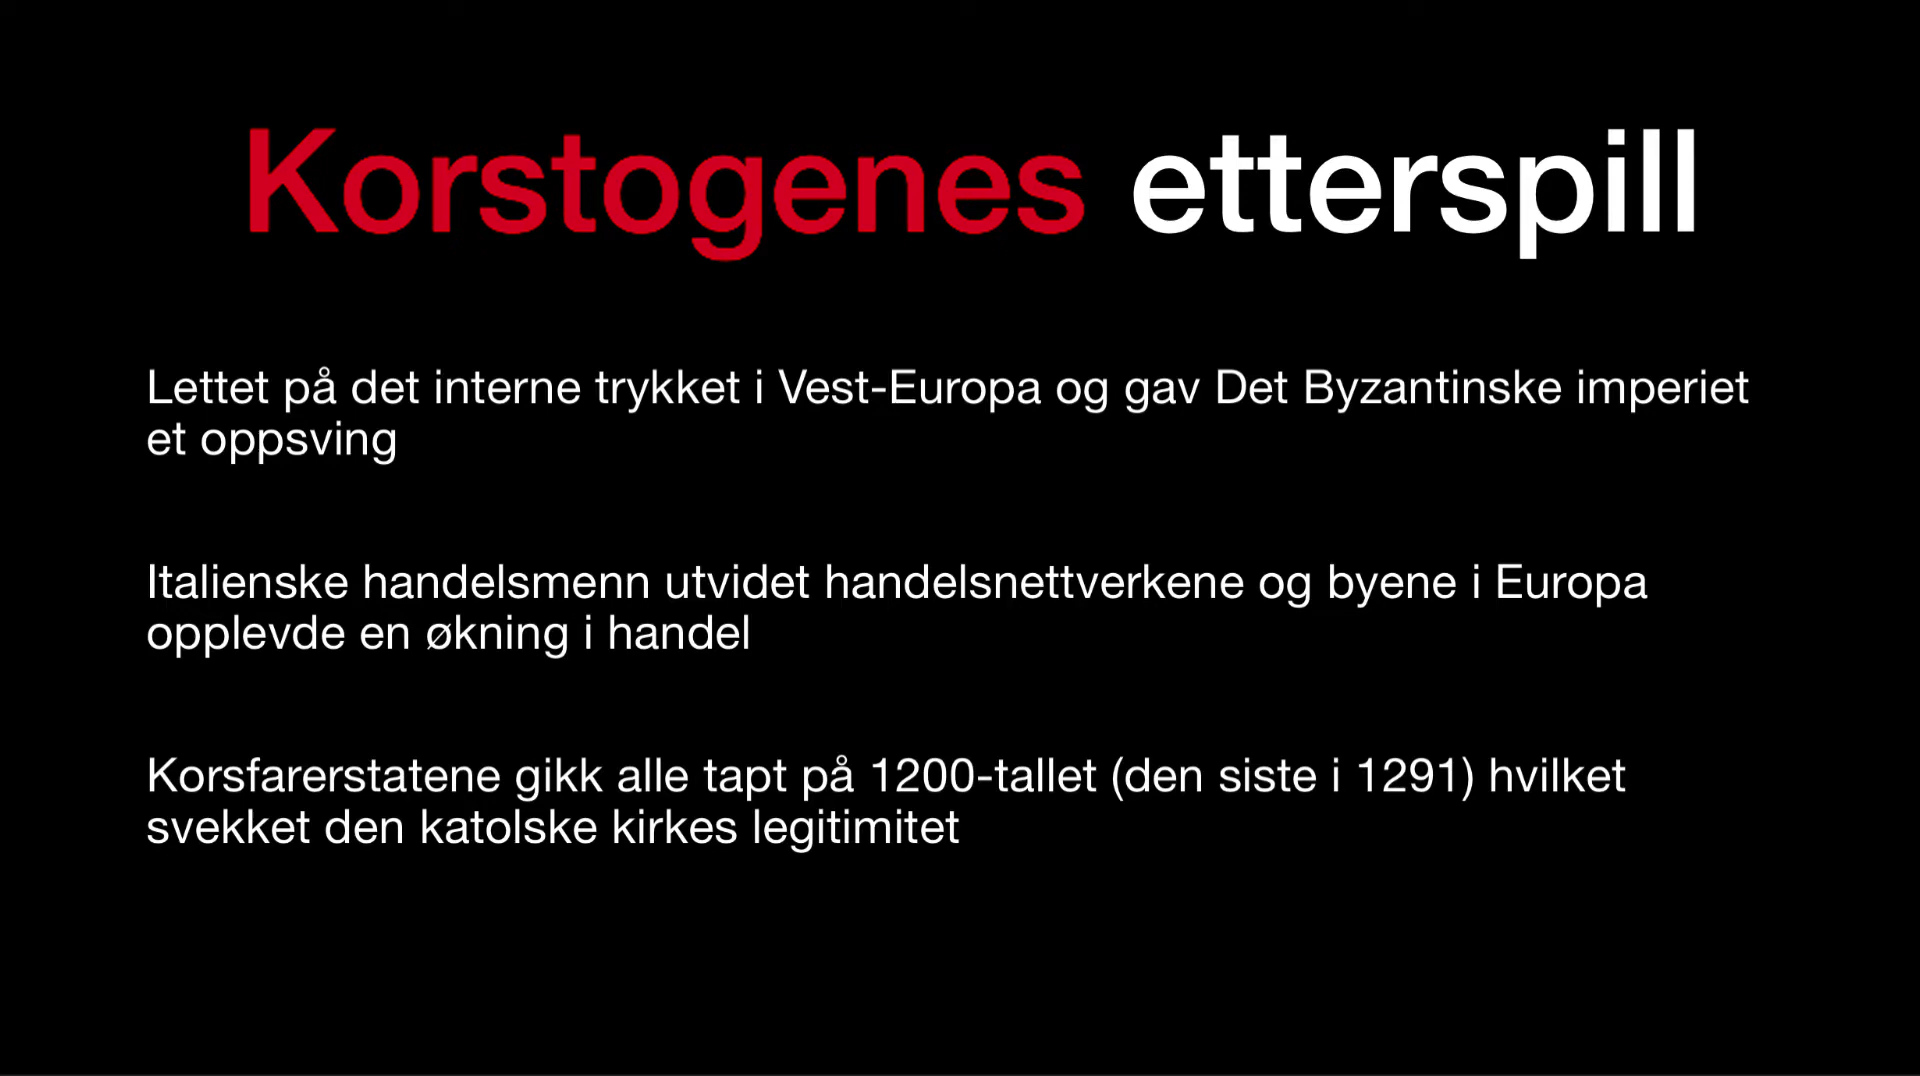 Korstogenes etterspill
Lettet på det interne trykket i Vest-Europa og gav Det Byzantinske imperiet
et oppsving
Italienske handelsmenn utvidet handelsnettverkene og byene i Europa
opplevde en økning i handel
Korsfarerstatene gikk alle tapt på 1200-tallet (den siste i 1291) hvilket
svekket den katolske kirkes legitimitet